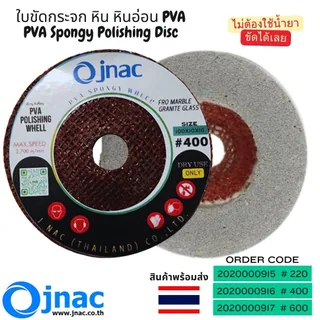 ใบขัดกระจก หิน หินอ่อน PVA
PVA Spongy Polishing Disc
ไม่ต้องใช้น้ำยา
ขัดได้เลย
jnac
PVA SPONGY WHEEP
PVA
POLISHING
WHELL
FRO MARBLE
GRANITE GLASS
SIZE
#400
MAX.SPEED
DRY USE
ONLY
J NAC (THAILAND) CO.,LTD.
ORDER CODE
สินค้าพร้อมส่ง
2020000915 # 220
2020000916 # 400
2020000917 # 600
jnac
www.jnac.co.th